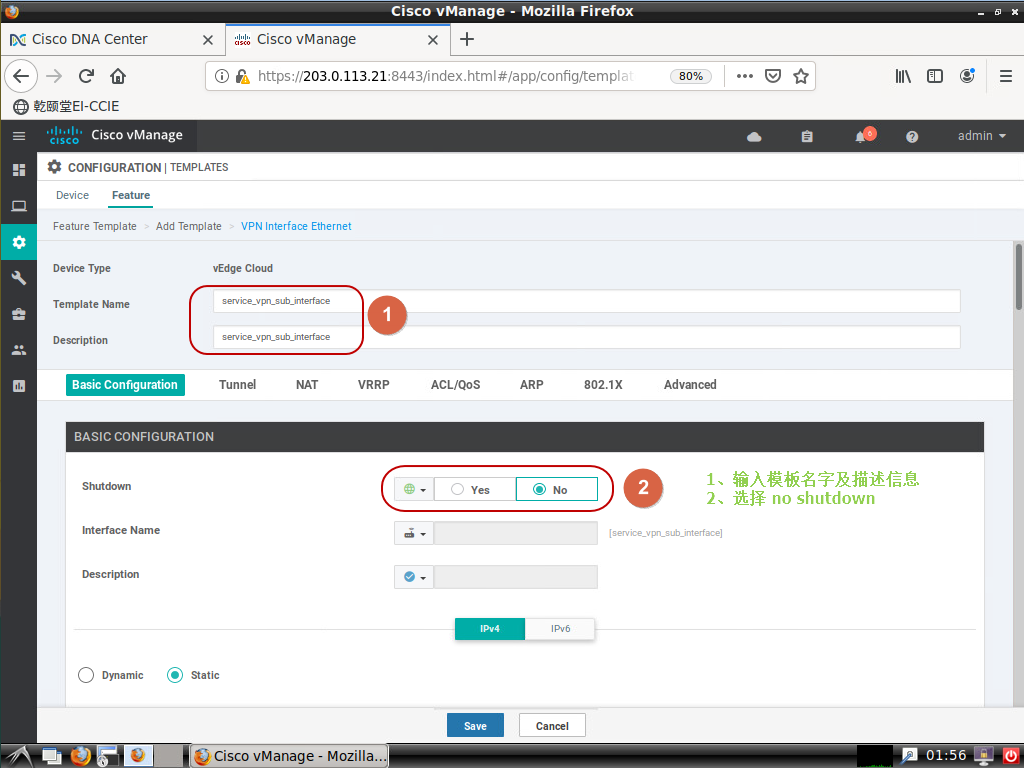 Cisco vManage - Mozilla Firefox
Cisco DNA Center
Cisco vManage
https://203.0.113.21:8443/index.html#/app/config/templat
80%
乾颐堂EI-CCIE
cisco Cisco vManage
6
admin
CONFIGURATION | TEMPLATES
Device Feature
Feature Template > Add Template > VPN Interface Ethernet
Device Type vEdge Cloud
Template Name service_vpn_sub_interface
1
Description service_vpn_sub_interface
Basic Configuration Tunnel NAT VRRP ACL/QoS ARP 802.1X Advanced
BASIC CONFIGURATION
Shutdown Yes No
2
1、输入模板名字及描述信息
2、选择 no shutdown
Interface Name [service_vpn_sub_interface]
Description
IPv4 IPv6
Dynamic Static
Save Cancel
Cisco vManage - Mozilla... 01:56